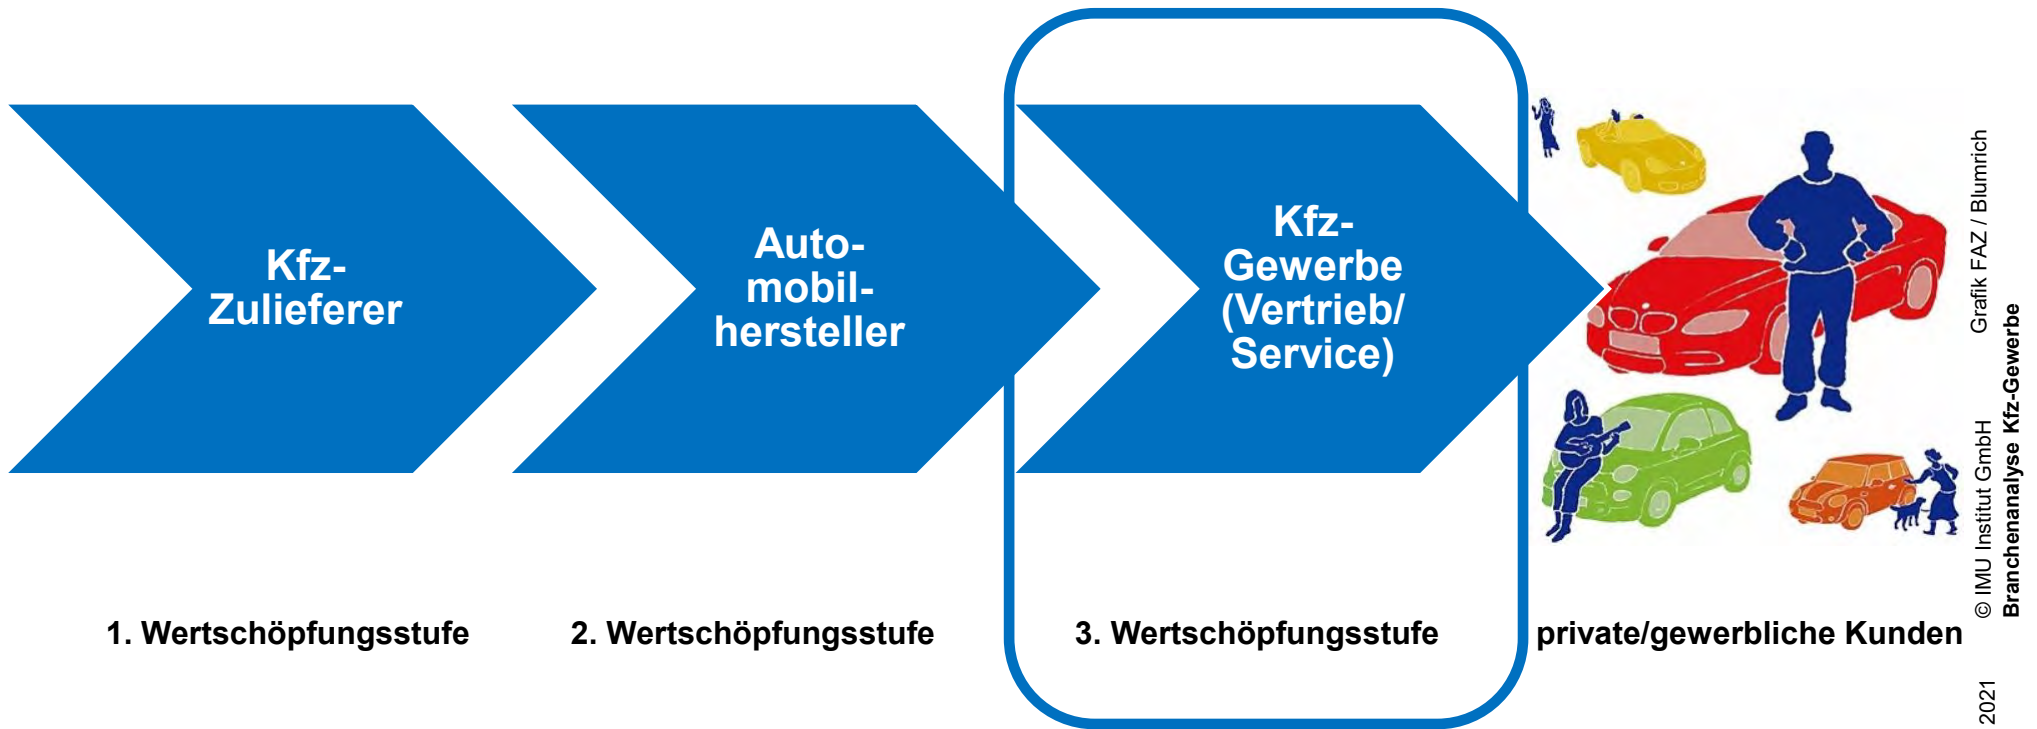 Kfz-
Zulieferer
Auto-
mobil-
hersteller
Kfz-
Gewerbe
(Vertrieb/
Service)
1. Wertschöpfungsstufe
2. Wertschöpfungsstufe
3. Wertschöpfungsstufe
private/gewerbliche Kunden
2021 © IMU Institut GmbH Grafik FAZ / Blumrich
Branchenanalyse Kfz-Gewerbe